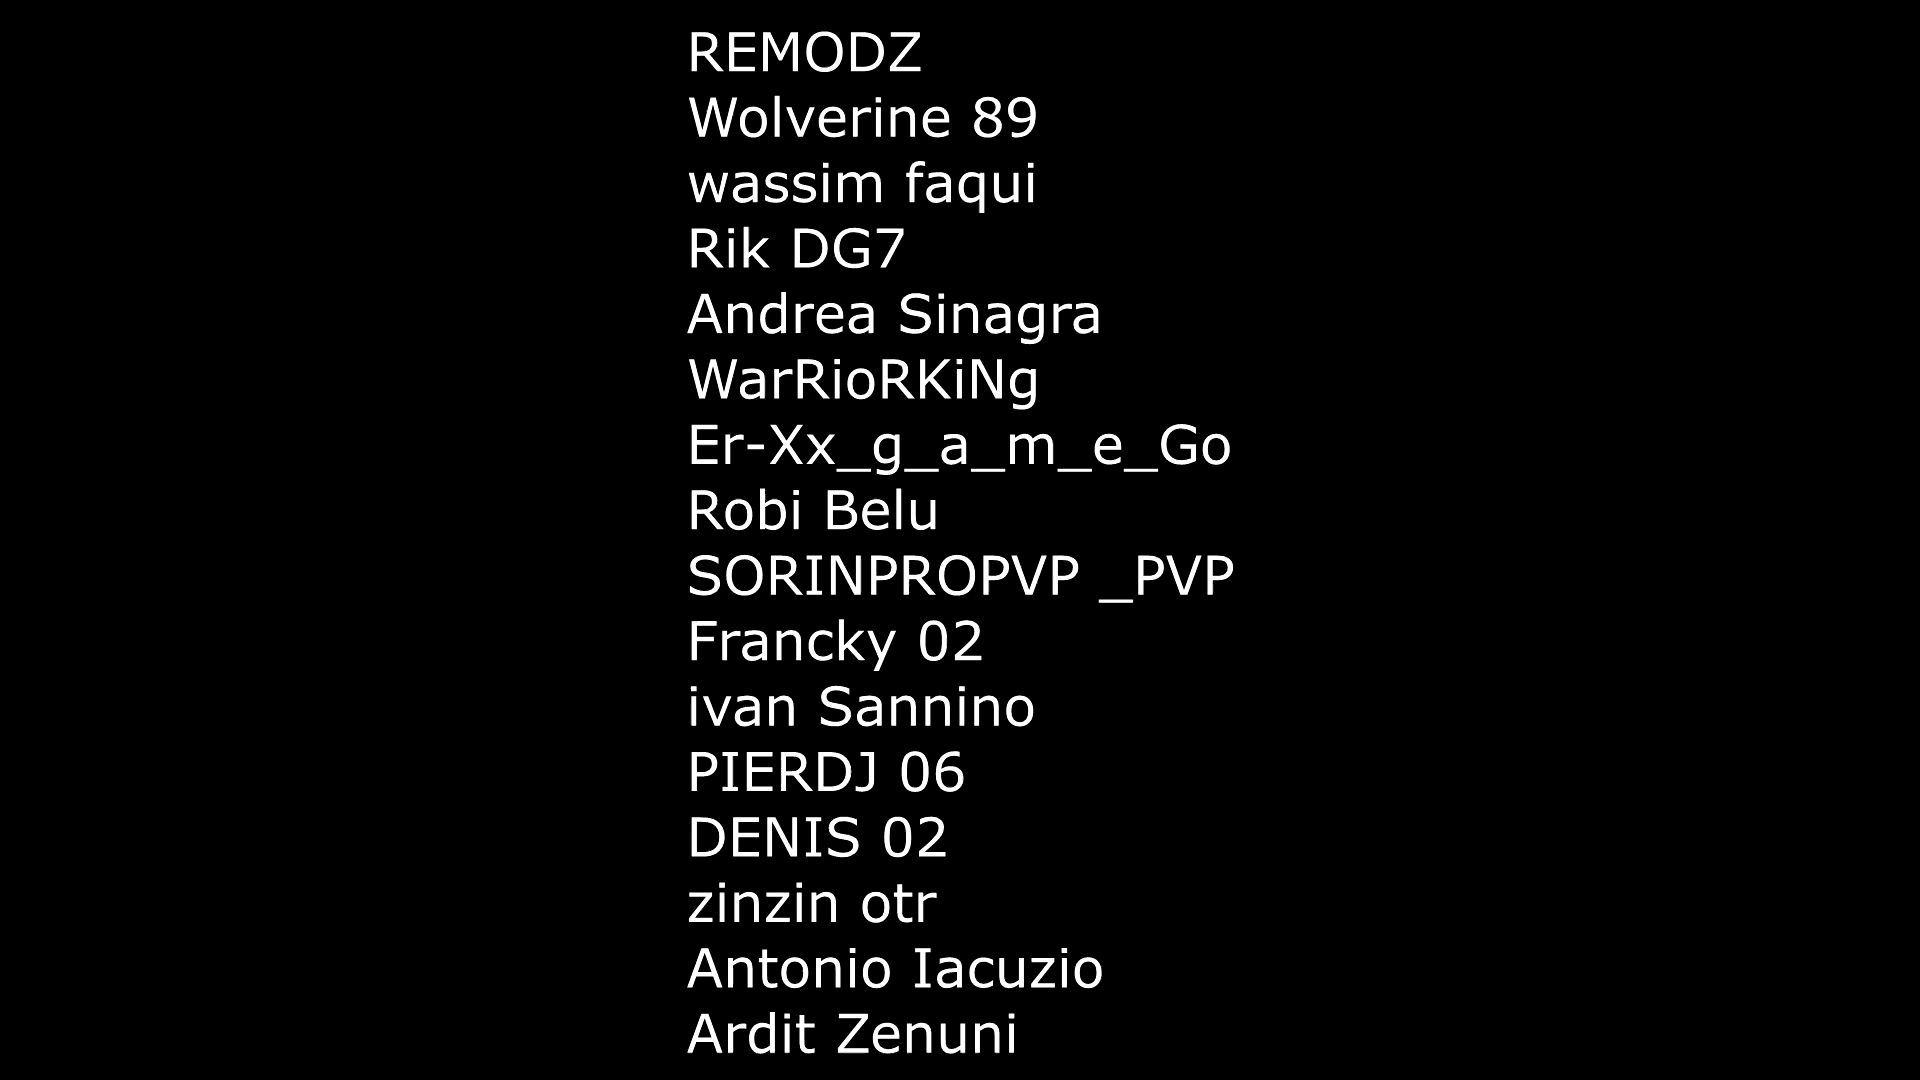 REMODZ
Wolverine 89
wassim faqui
Rik DG7
Andrea Sinagra
WarRioRKiNg
Er-Xx_g_a_m_e_Go
Robi Belu
SORINPROPVP _PVP
Francky 02
ivan Sannino
PIERDJ 06
DENIS 02
zinzin otr
Antonio Iacuzio
Ardit Zenuni